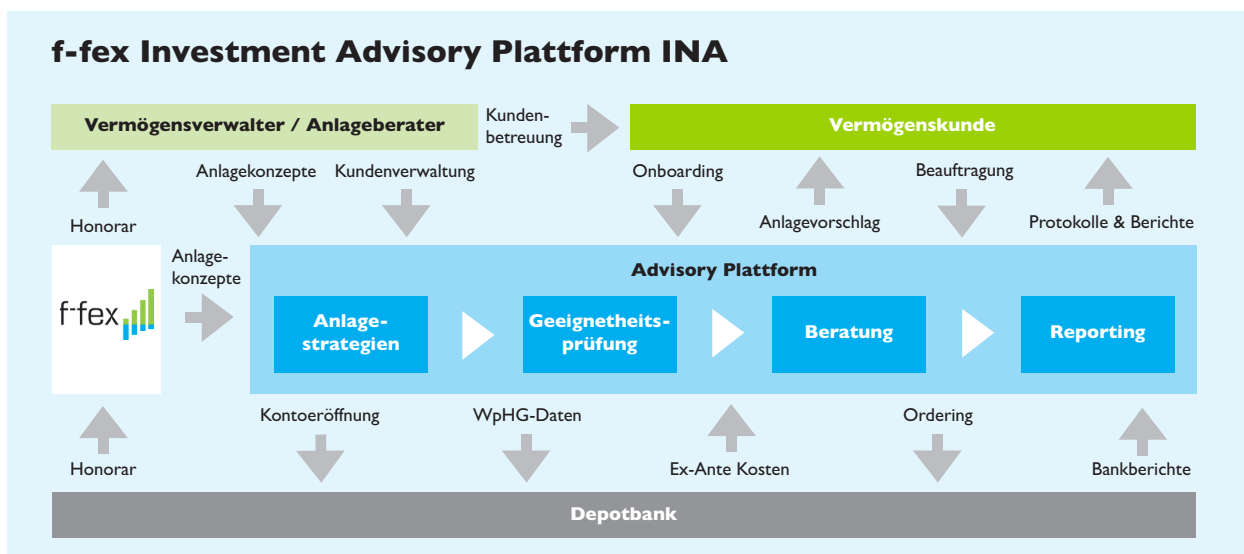 f-fex Investment Advisory Plattform INA
Vermögensverwalter / Anlageberater
Kunden-
betreuung
Vermögenskunde
Anlagekonzepte
Kundenverwaltung
Onboarding
Beauftragung
Honorar
Anlagevorschlag
Protokolle & Berichte
f-fex
Anlage-
konzepte
Advisory Plattform
Anlage-
strategien
Geeignetheits-
prüfung
Beratung
Reporting
Kontoeröffnung
WpHG-Daten
Ordering
Honorar
Ex-Ante Kosten
Bankberichte
Depotbank